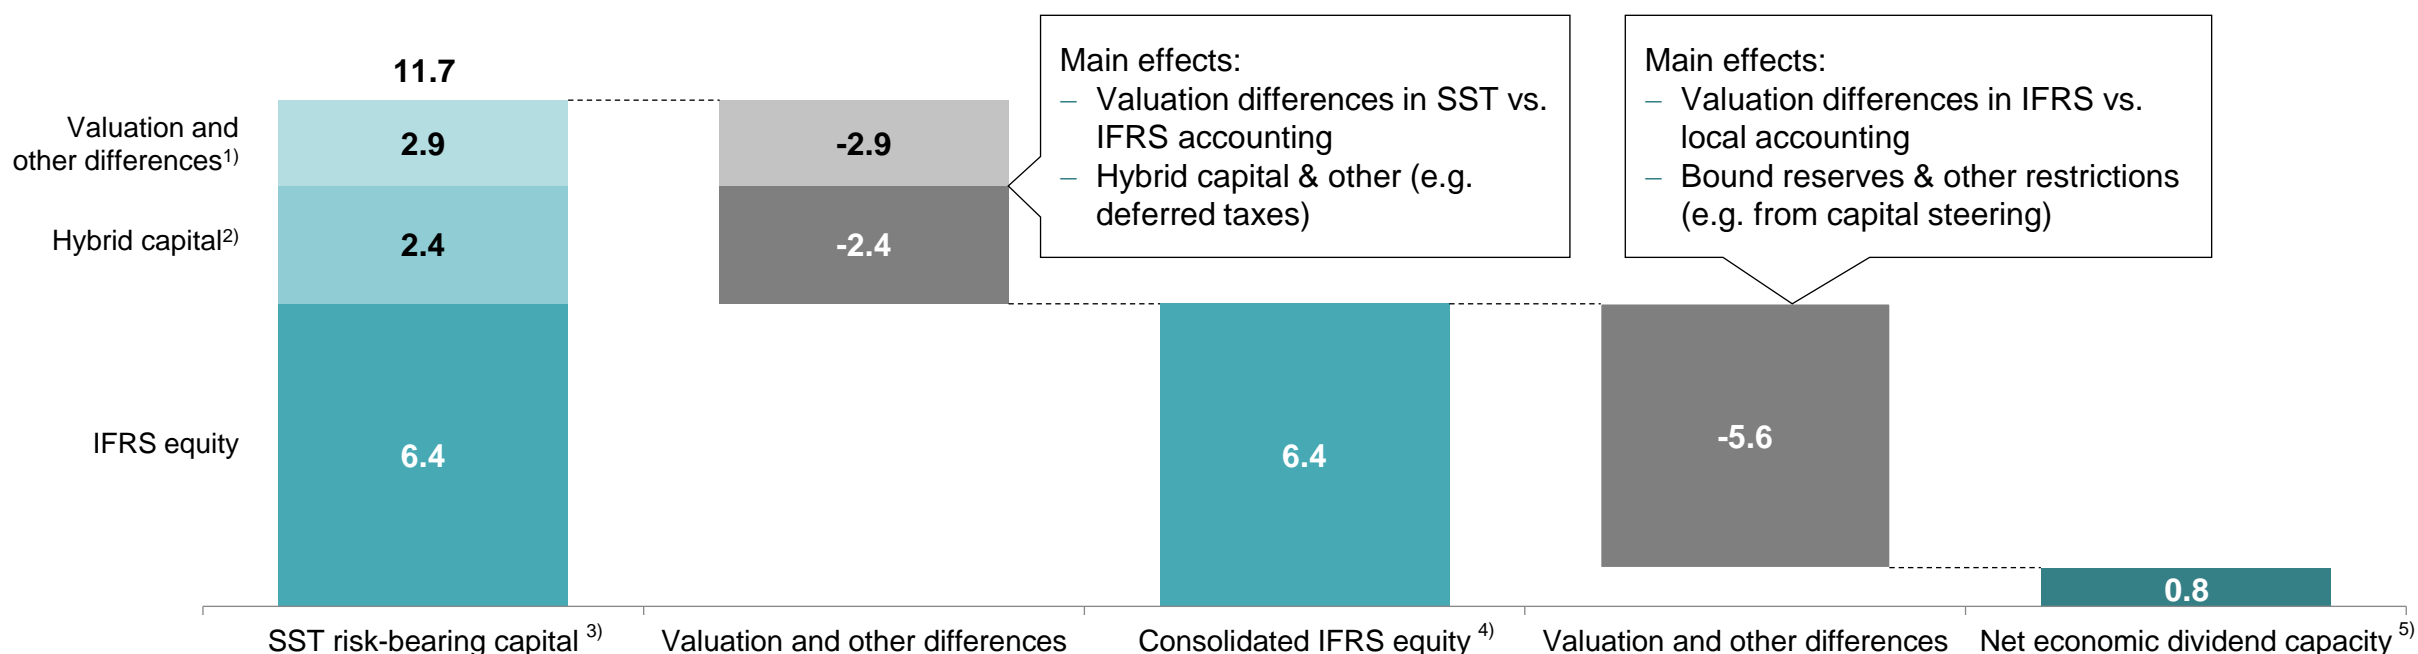 11.7
Valuation and
other differences1)
2.9
Hybrid capital2)
2.4
IFRS equity
6.4
-2.9
-2.4
Main effects:
– Valuation differences in SST vs.
IFRS accounting
– Hybrid capital & other (e.g.
deferred taxes)
6.4
Main effects:
– Valuation differences in IFRS vs.
local accounting
– Bound reserves & other restrictions
(e.g. from capital steering)
-5.6
0.8
SST risk-bearing capital 3)
Valuation and other differences
Consolidated IFRS equity 4)
Valuation and other differences
Net economic dividend capacity 5)